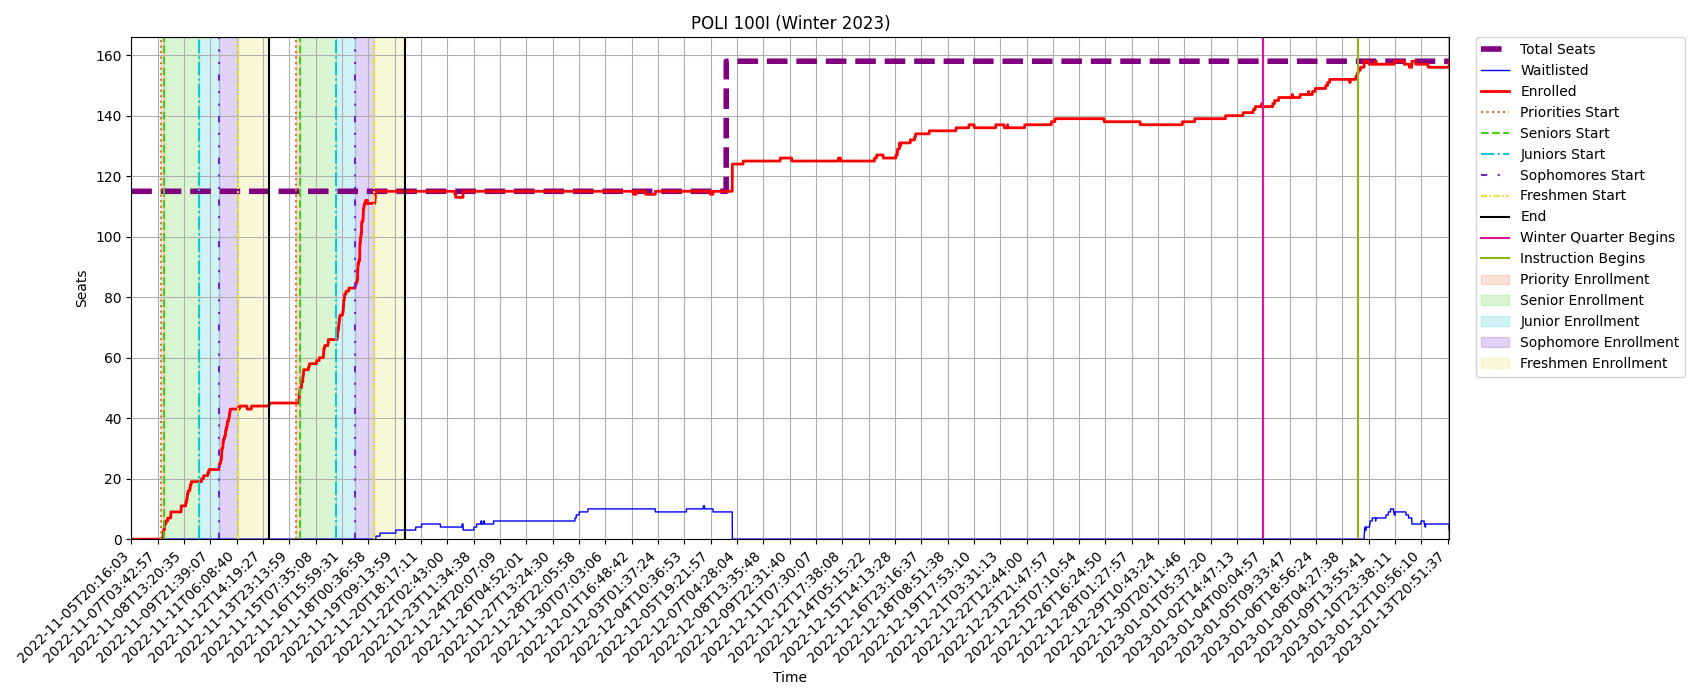 POLI 100I (Winter 2023)
160
140
120
100
80
60
40
20
0
Seats
2022-11-05T20:16:03
2022-11-07T03:42:57
2022-11-08T13:20:35
2022-11-09T21:39:07
2022-11-11T06:08:40
2022-11-12T14:19:27
2022-11-13T23:13:59
2022-11-15T07:35:08
2022-11-16T15:59:31
2022-11-18T00:36:58
2022-11-19T09:13:59
2022-11-20T18:17:11
2022-11-22T02:43:00
2022-11-23T11:34:38
2022-11-24T20:07:09
2022-11-26T04:52:01
2022-11-27T13:24:30
2022-11-28T22:05:58
2022-11-30T07:03:06
2022-12-01T16:48:42
2022-12-03T01:37:24
2022-12-04T10:36:53
2022-12-05T19:21:57
2022-12-07T04:28:04
2022-12-08T13:35:48
2022-12-09T22:31:40
2022-12-11T07:30:07
2022-12-12T17:38:08
2022-12-14T05:15:22
2022-12-15T14:13:28
2022-12-16T23:16:37
2022-12-18T08:51:38
2022-12-19T17:53:10
2022-12-21T03:31:13
2022-12-22T12:44:00
2022-12-23T21:47:57
2022-12-25T07:10:54
2022-12-26T16:24:50
2022-12-28T01:27:57
2022-12-29T10:43:24
2022-12-30T20:11:46
2023-01-01T05:37:20
2023-01-02T14:47:13
2023-01-04T00:04:57
2023-01-05T09:33:47
2023-01-06T18:56:24
2023-01-08T04:27:38
2023-01-09T13:55:41
2023-01-10T23:38:11
2023-01-12T10:56:10
2023-01-13T20:51:37
Time
Total Seats
Waitlisted
Enrolled
Priorities Start
Seniors Start
Juniors Start
Sophomores Start
Freshmen Start
End
Winter Quarter Begins
Instruction Begins
Priority Enrollment
Senior Enrollment
Junior Enrollment
Sophomore Enrollment
Freshmen Enrollment